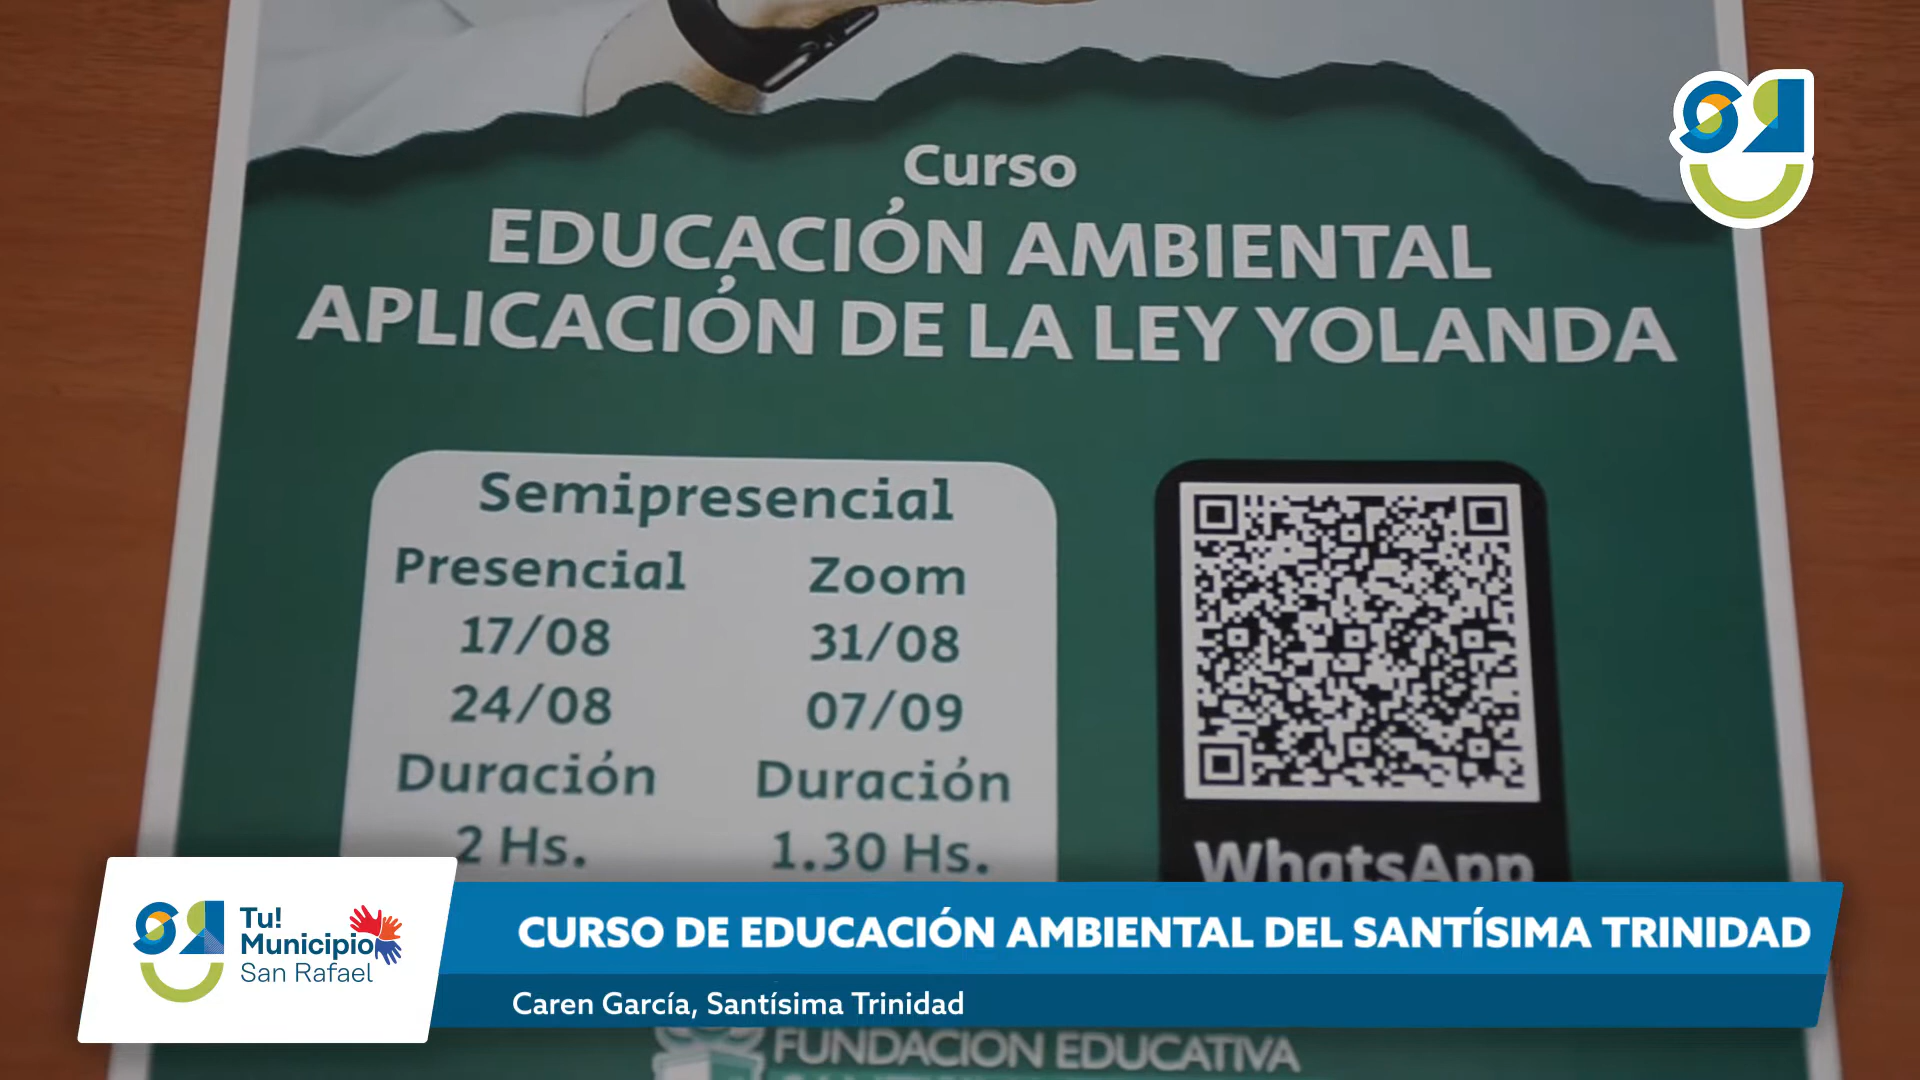 Curso
EDUCACIÓN AMBIENTAL
APLICACIÓN DE LA LEY YOLANDA
Semipresencial
Presencial Zoom
17/08 31/08
24/08 07/09
Duración Duración
2 Hs. 1.30 Hs.
WhatsApp
Tu!
Municipio
San Rafael
CURSO DE EDUCACIÓN AMBIENTAL DEL SANTÍSIMA TRINIDAD
Caren García, Santísima Trinidad
FUNDACIÓN EDUCATIVA